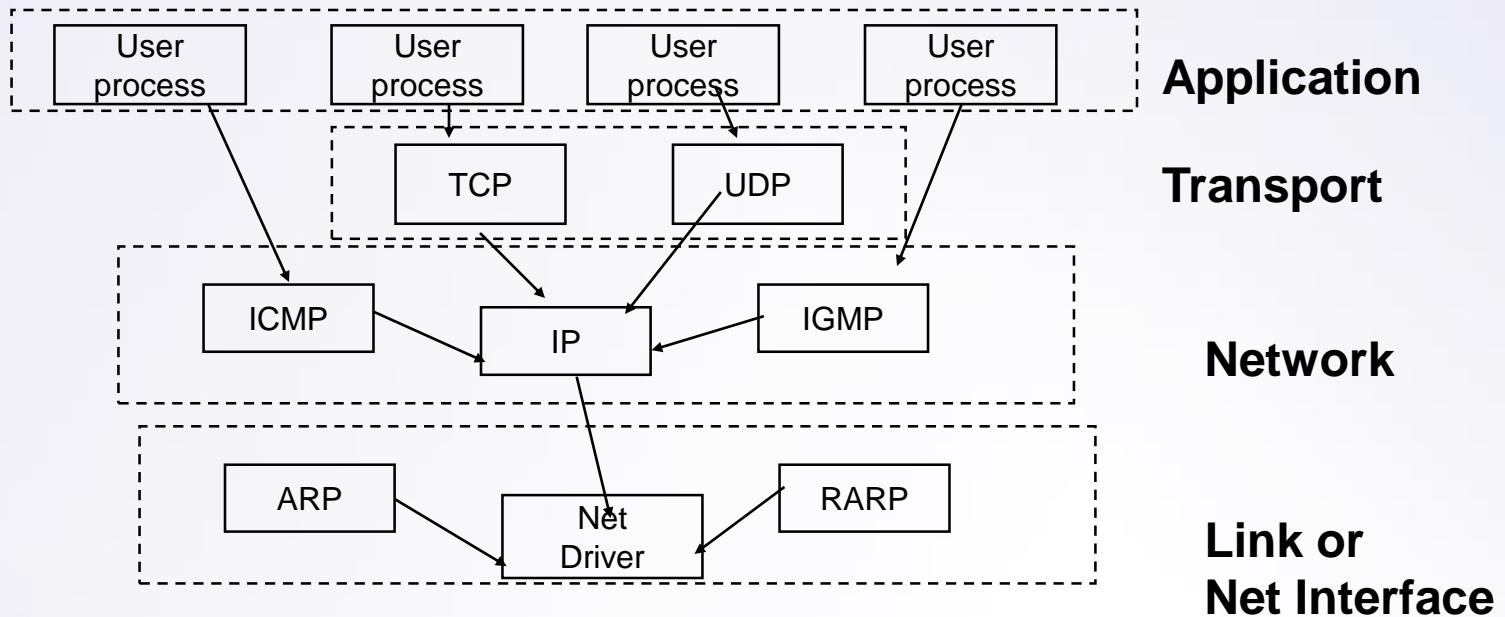 User
process
User
process
User
process
User
process
Application
TCP
UDP
Transport
ICMP
IP
IGMP
Network
ARP
Net
Driver
RARP
Link or
Net Interface